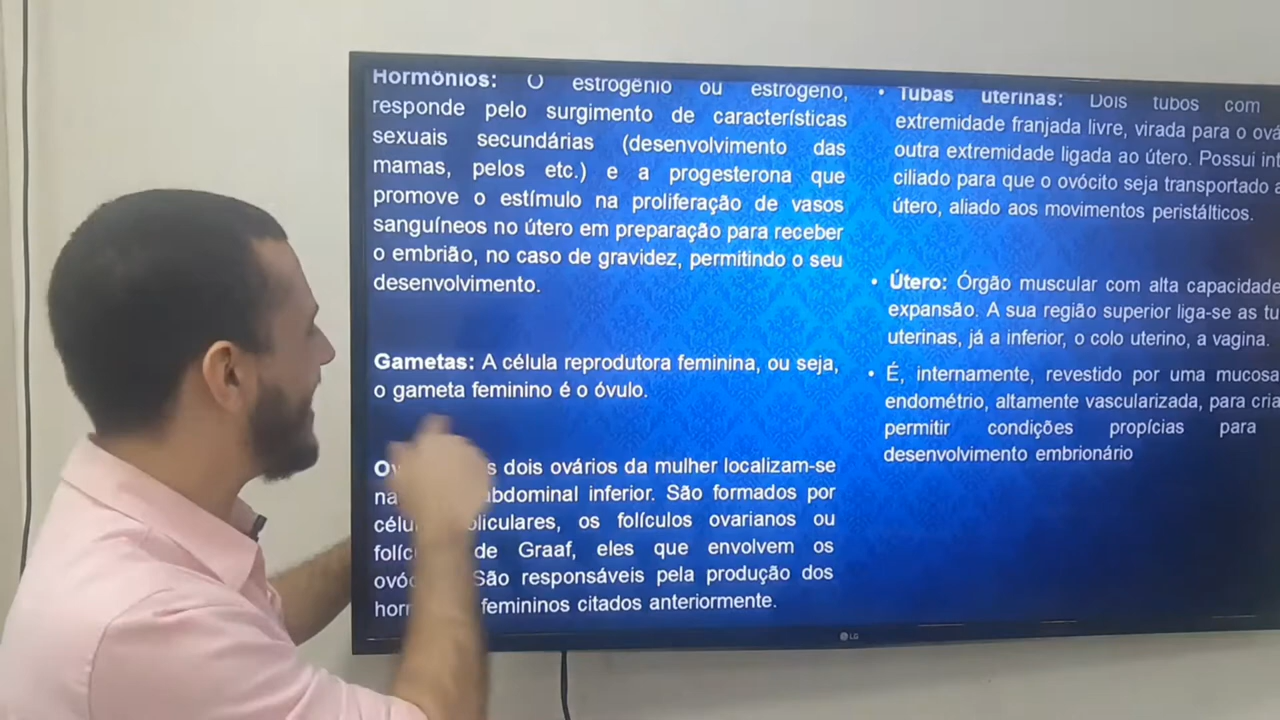 Hormônios: O estrogênio ou estrógeno,
responde pelo surgimento de características
sexuais secundárias (desenvolvimento das
mamas, pelos etc.) e a progesterona que
promove o estímulo na proliferação de vasos
sanguíneos no útero em preparação para receber
o embrião, no caso de gravidez, permitindo o seu
desenvolvimento.
Gametas: A célula reprodutora feminina, ou seja,
o gameta feminino é o óvulo.
dois ovários da mulher localizam-se
abdominal inferior. São formados por
os folículos ovarianos ou
de Graaf, eles que envolvem os
São responsáveis pela produção dos
femininos citados anteriormente.
• Tubas uterinas: Dois tubos com
extremidade franjada livre, virada para o
outra extremidade ligada ao útero. Possui
ciliado para que o ovócito seja transportado
útero, aliado aos movimentos peristálticos.
• Útero: Órgão muscular com alta capacidade
expansão. A sua região superior liga-se as
uterinas, já a inferior, o colo uterino, a vagina.
• É, internamente, revestido por uma mucosa
endométrio, altamente vascularizada, para
permitir condições propícias para
desenvolvimento embrionário
LG